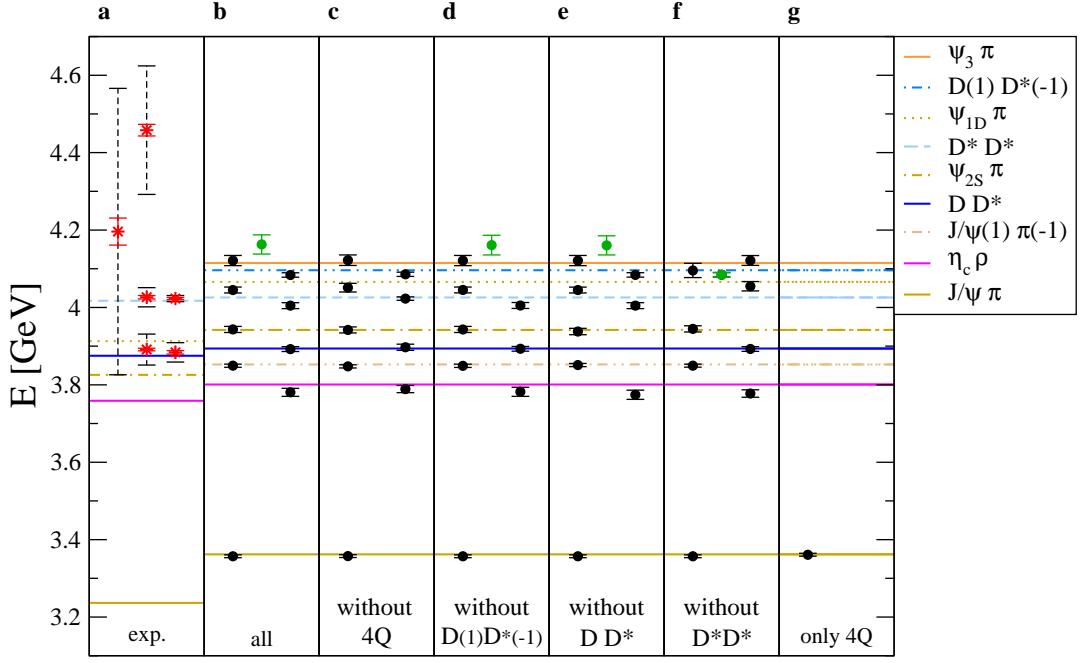 a b c d e f g
4.6
4.4
4.2
4
3.8
3.6
3.4
3.2
E [GeV]
exp.
all
without
4Q
without
D(1)D*(-1)
without
D D*
without
D*D*
only 4Q
ψ₃ π
D(1) D*(-1)
ψ1D π
D* D*
ψ2S π
D D*
J/ψ(1) π(-1)
ηc ρ
J/ψ π